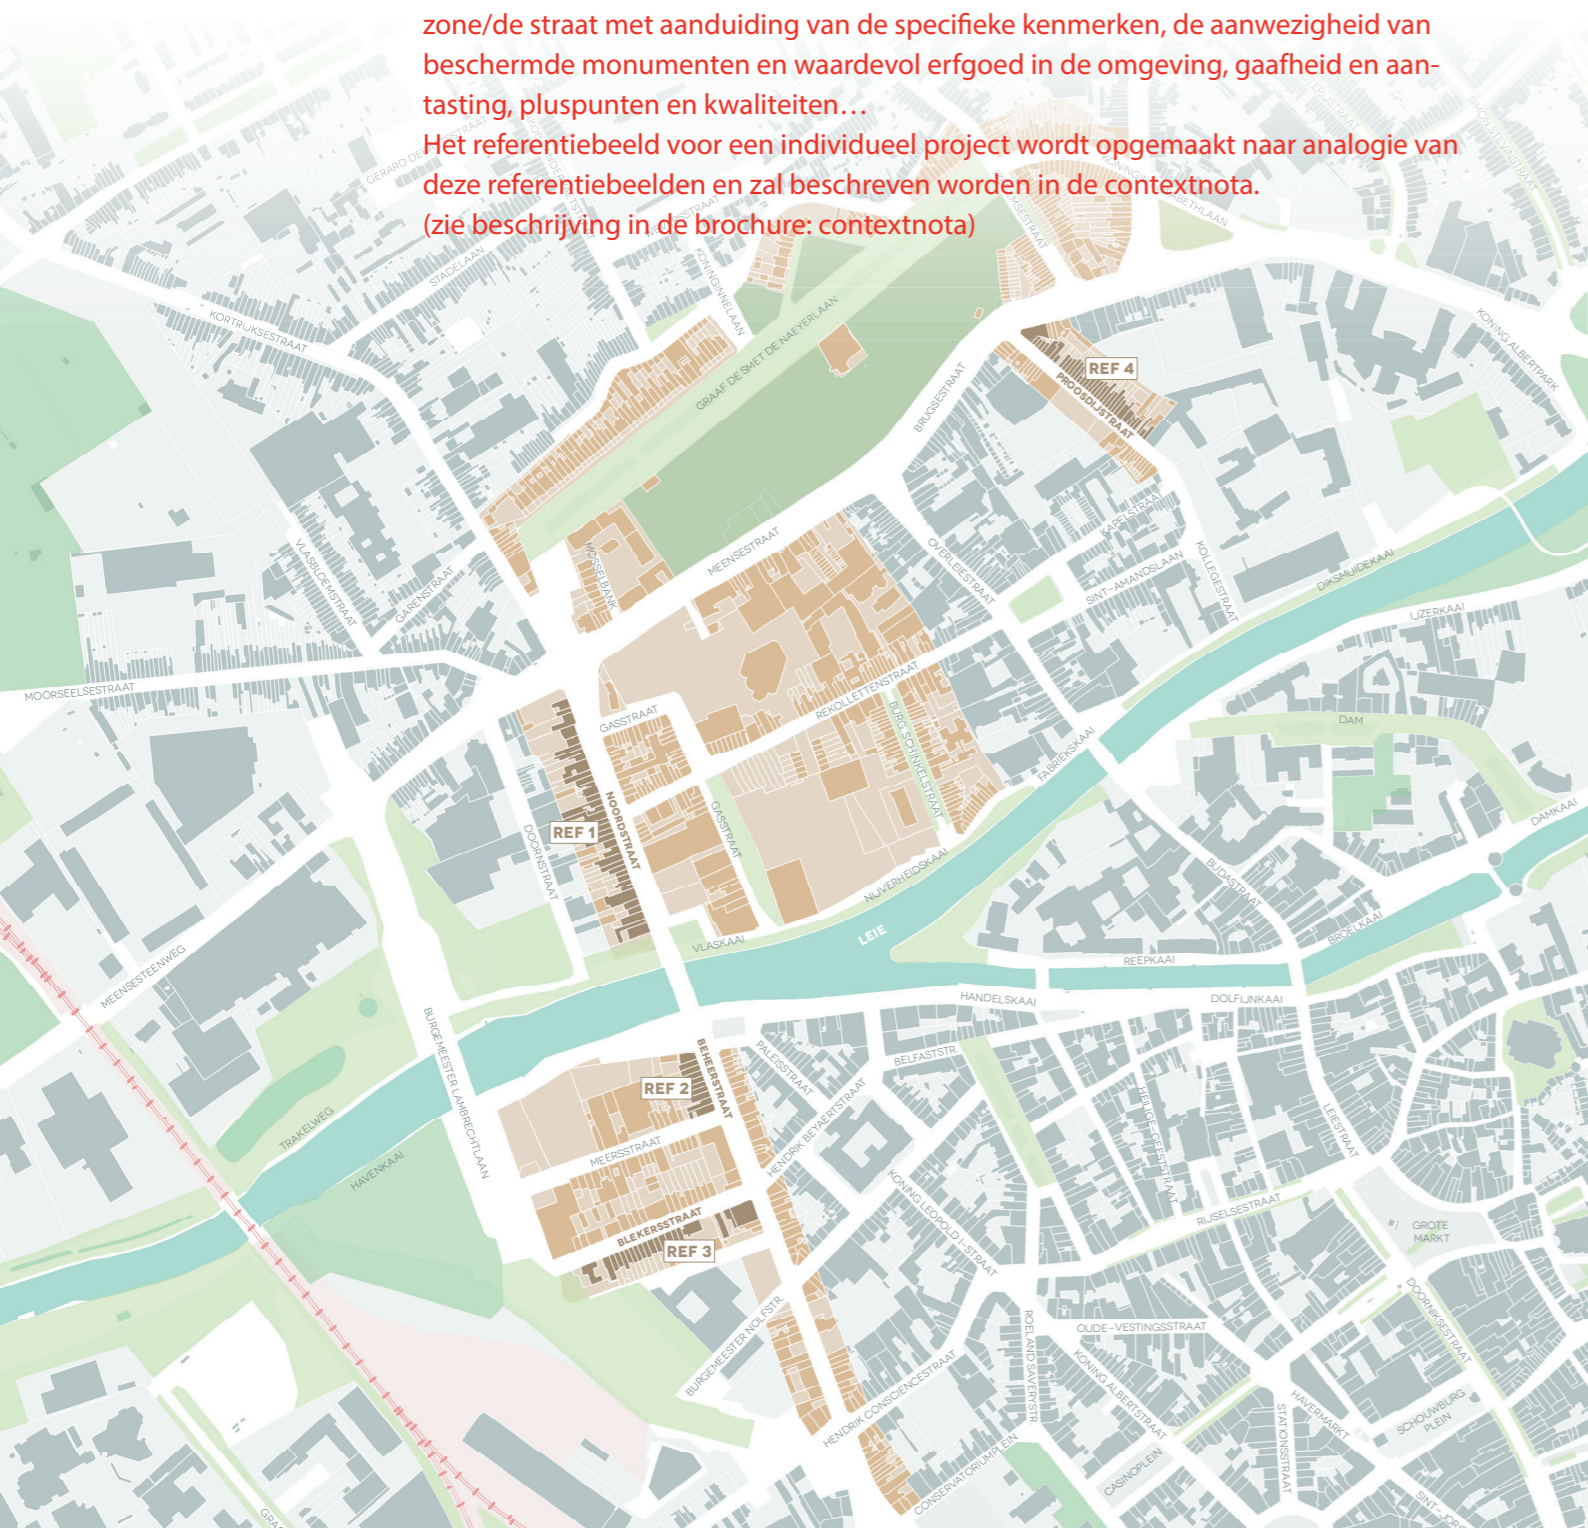 zone/de straat met aanduiding van de specifieke kenmerken, de aanwezigheid van
beschermde monumenten en waardevol erfgoed in de omgeving, gaafheid en aan-
tasting, pluspunten en kwaliteiten…
Het referentiebeeld voor een individueel project wordt opgemaakt naar analogie van
deze referentiebeelden en zal beschreven worden in de contextnota.
(zie beschrijving in de brochure: contextnota)
STADELAAN
KONINGINNELAAN
KORTRIJKSESTRAAT
GRAAF DE SMET DE NAEYERLAAN
KONING ALBERTPARK
SIMON STEVINSTRAAT
BRUGSESTRAAT
REF 4
PROOSDIJSTRAAT
VLASBLOEMSTRAAT
GARENSTRAAT
MOSSELBANK
MEENSESTRAAT
OVERLEIESTRAAT
KAPELSTRAAT
SINT-AMANDSLAAN
KOLLEGESTRAAT
DIKSMUIDEKAAI
IJZERKAAI
MOORSEELSESTRAAT
GASSTRAAT
REKOLLETTENSTRAAT
BURG. SCHINKELSTRAAT
FABRIEKSKAAI
DAM
DAMKAAI
NOORDSTRAAT
REF 1
DOORNSTRAAT
GASSTRAAT
NIJVERHEIDSKAAI
BUDASTRAAT
BROELKAAI
VLASKAAI
LEIE
REEPKAAI
MEENSESTEENWEG
HANDELSKAAI
DOLFIJNKAAI
BURGEMEESTER LAMBRECHTLAAN
BEHEERSTRAAT
PALEISSTRAAT
BELFASTSTR.
REF 2
TRAKELWEG
HAVENKAAI
MEERSSTRAAT
HENDRIK BEYAERTSTRAAT
HEILIGE-GEESTSTRAAT
LEIESTRAAT
KONING LEOPOLD I-STRAAT
RIJSELSESTRAAT
GROTE
MARKT
BLEKERSSTRAAT
REF 3
BURGEMEESTER NOLFSTR.
DOORNIKSESTRAAT
OUDE-VESTINGSSTRAAT
ROELAND SAVERYSTR.
KONING ALBERTSTRAAT
HENDRIK CONSCIENCESTRAAT
HAVERMARKT
SCHOUWBURG
PLEIN
STATIONSSTRAAT
CASINOPLEIN
CONSERVATORIUMPLEIN